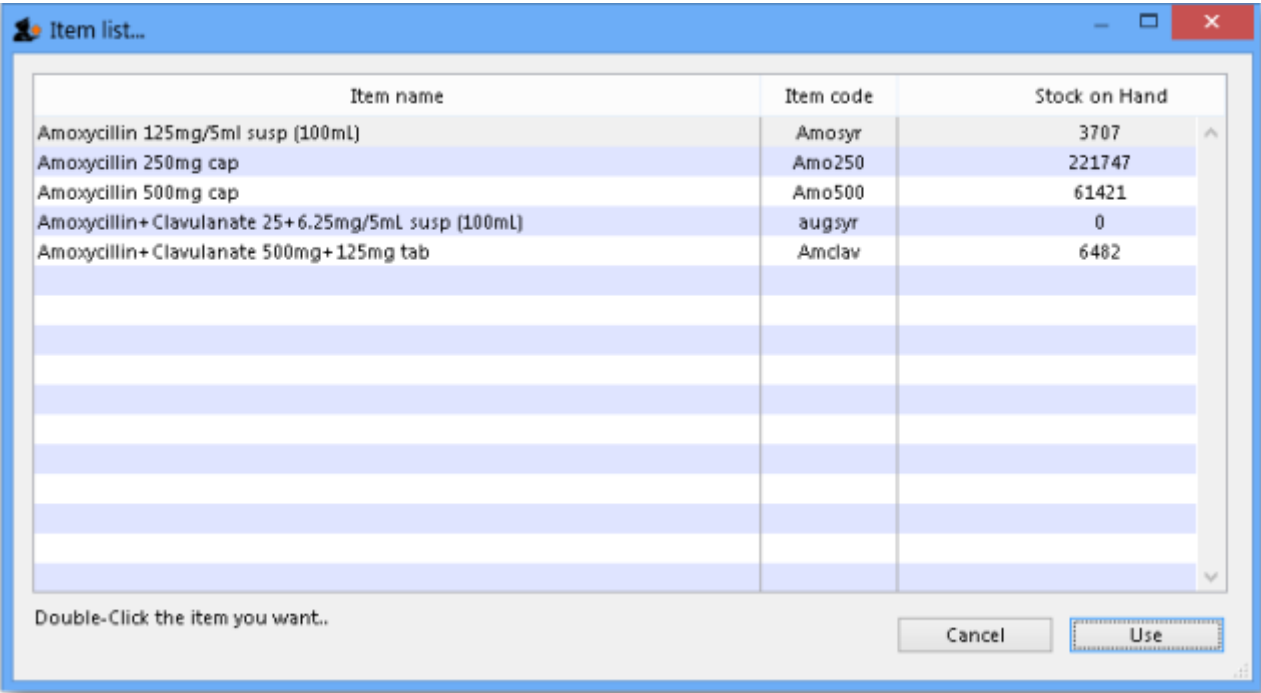 Item list...
Item name Item code Stock on Hand
Amoxycillin 125mg/5ml susp (100mL) Amosyr 3707
Amoxycillin 250mg cap Amo250 221747
Amoxycillin 500mg cap Amo500 61421
Amoxycillin+Clavulanate 25+6.25mg/5mL susp (100mL) augsyr 0
Amoxycillin+Clavulanate 500mg+125mg tab Amclav 6482
Double-Click the item you want..
Cancel Use